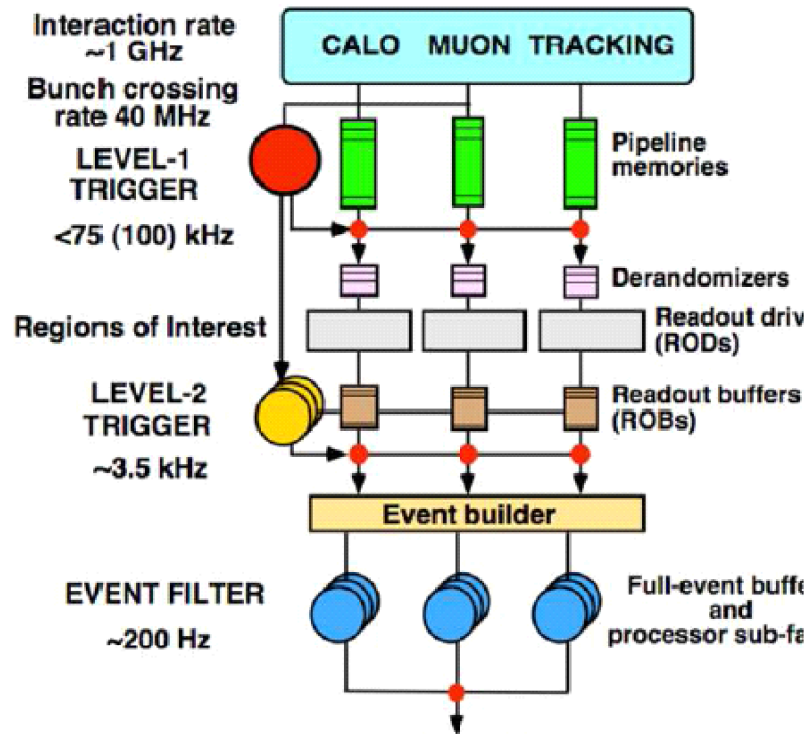 Interaction rate
~1 GHz
CALO MUON TRACKING
Bunch crossing
rate 40 MHz
LEVEL-1
TRIGGER
Pipeline
memories
<75 (100) kHz
Derandomizers
Regions of Interest
Readout driv
(RODs)
LEVEL-2
TRIGGER
Readout buffers
(ROBs)
~3.5 kHz
Event builder
EVENT FILTER
~200 Hz
Full-event buffe
and
processor sub-fa